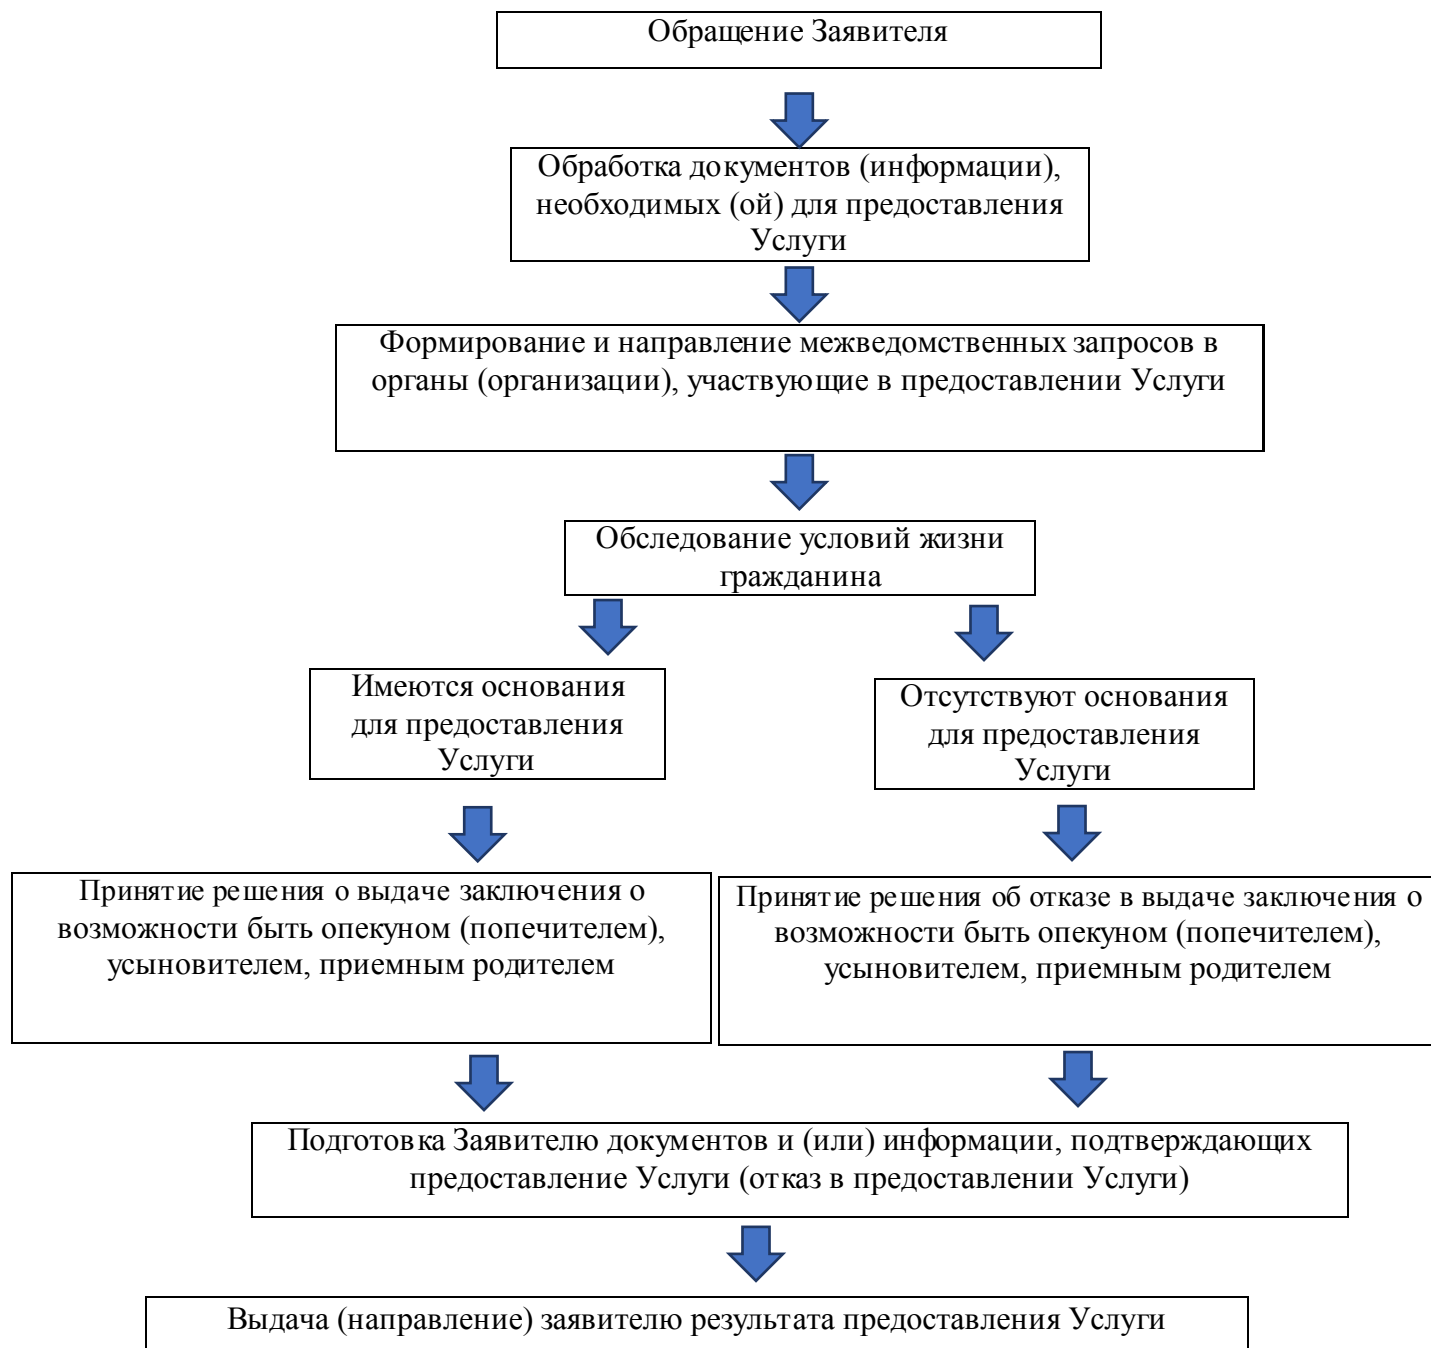 Обращение Заявителя
Обработка документов (информации),
необходимых (ой) для предоставления
Услуги
Формирование и направление межведомственных запросов в
органы (организации), участвующие в предоставлении Услуги
Обследование условий жизни
гражданина
Имеются основания
для предоставления
Услуги
Отсутствуют основания
для предоставления
Услуги
Принятие решения о выдаче заключения о
возможности быть опекуном (попечителем),
усыновителем, приемным родителем
Принятие решения об отказе в выдаче заключения о
возможности быть опекуном (попечителем),
усыновителем, приемным родителем
Подготовка Заявителю документов и (или) информации, подтверждающих
предоставление Услуги (отказ в предоставлении Услуги)
Выдача (направление) заявителю результата предоставления Услуги